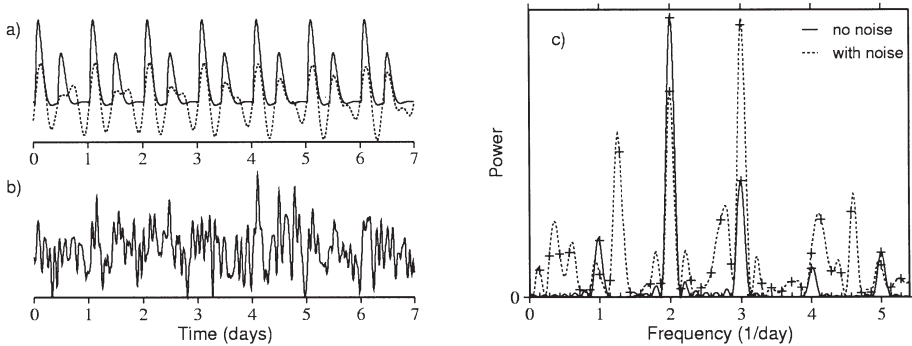 a)
0 1 2 3 4 5 6 7
b)
0 1 2 3 4 5 6 7
Time (days)
c)
no noise
with noise
Power
0
0 1 2 3 4 5
Frequency (1/day)